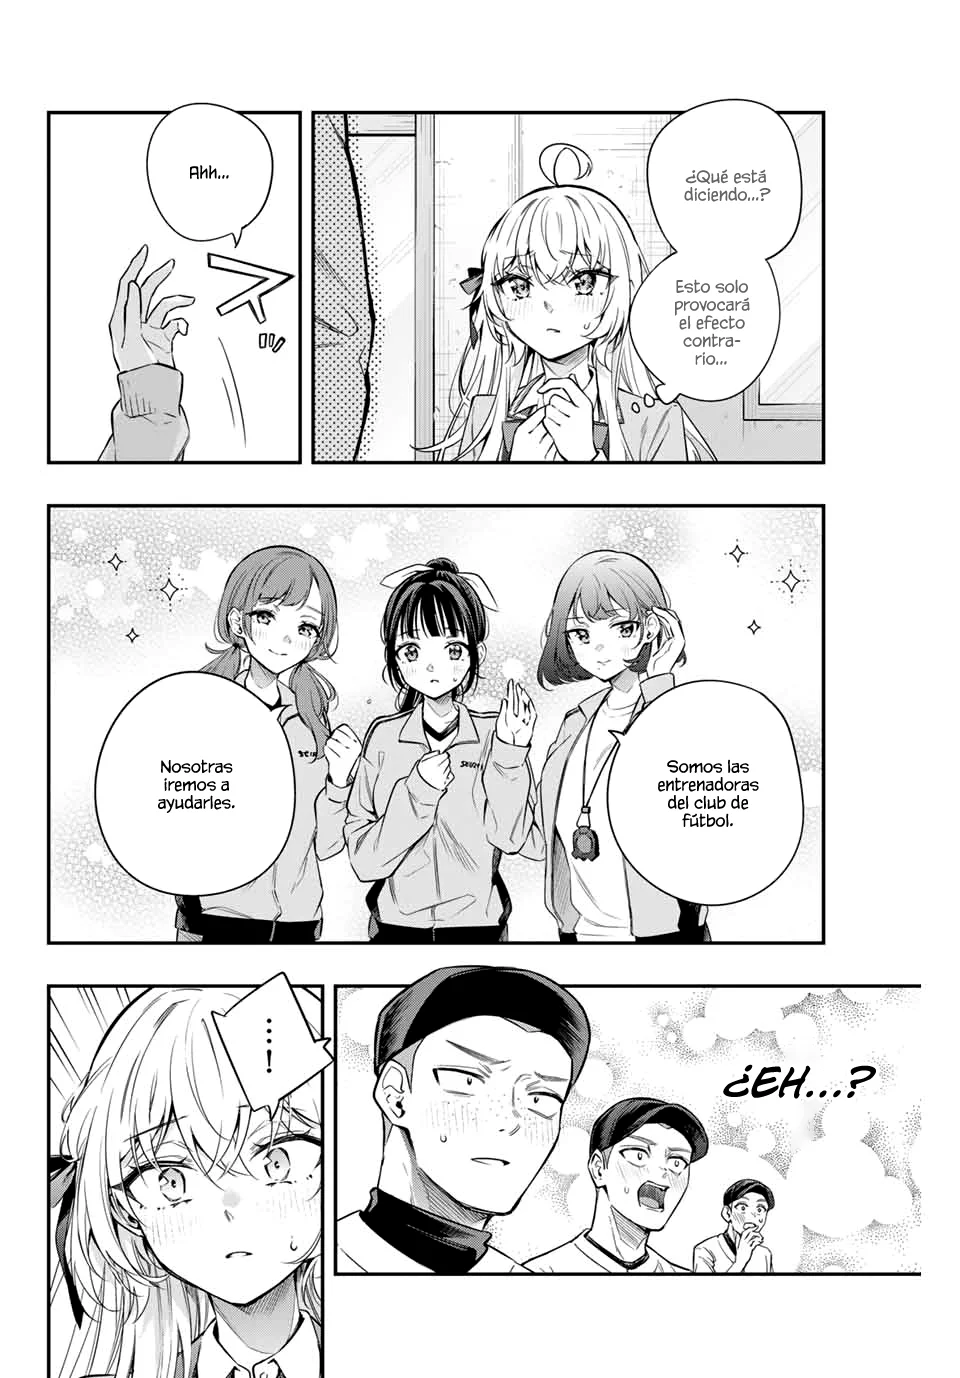 ¿Qué está
diciendo...?
Esto solo
provocará
el efecto
contra-
rio...
Ahh...
マ
Somos las
entrenadoras
del club de
fútbol.
Nosotras
iremos a
ayudarles.
¿EH...?
...!